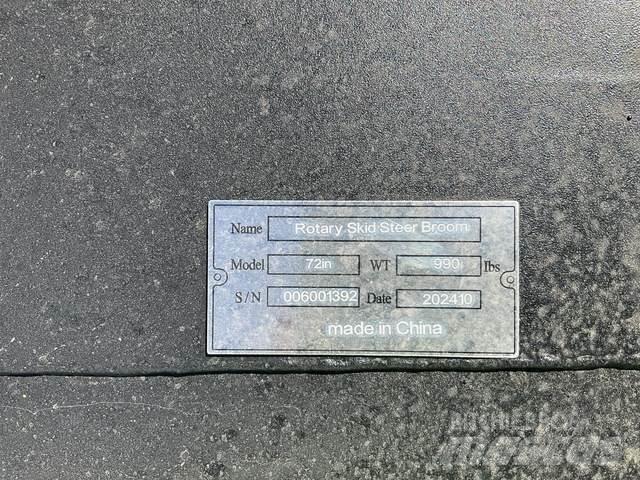 Name Rotary Skid Steer Broom
Model 72in WT 990 lbs
S/N 006001392 Date 202410
made in China